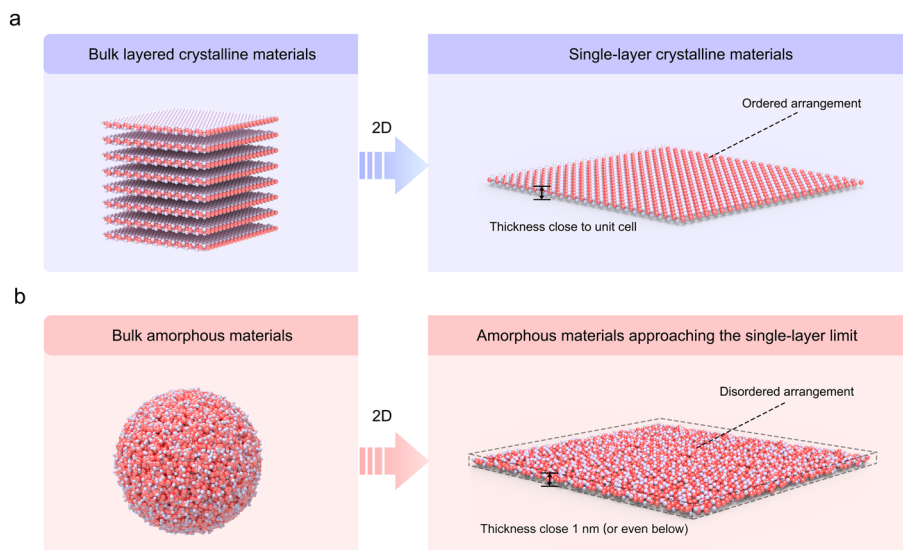 a
Bulk layered crystalline materials
2D
Single-layer crystalline materials
Ordered arrangement
Thickness close to unit cell
b
Bulk amorphous materials
2D
Amorphous materials approaching the single-layer limit
Disordered arrangement
Thickness close 1 nm (or even below)